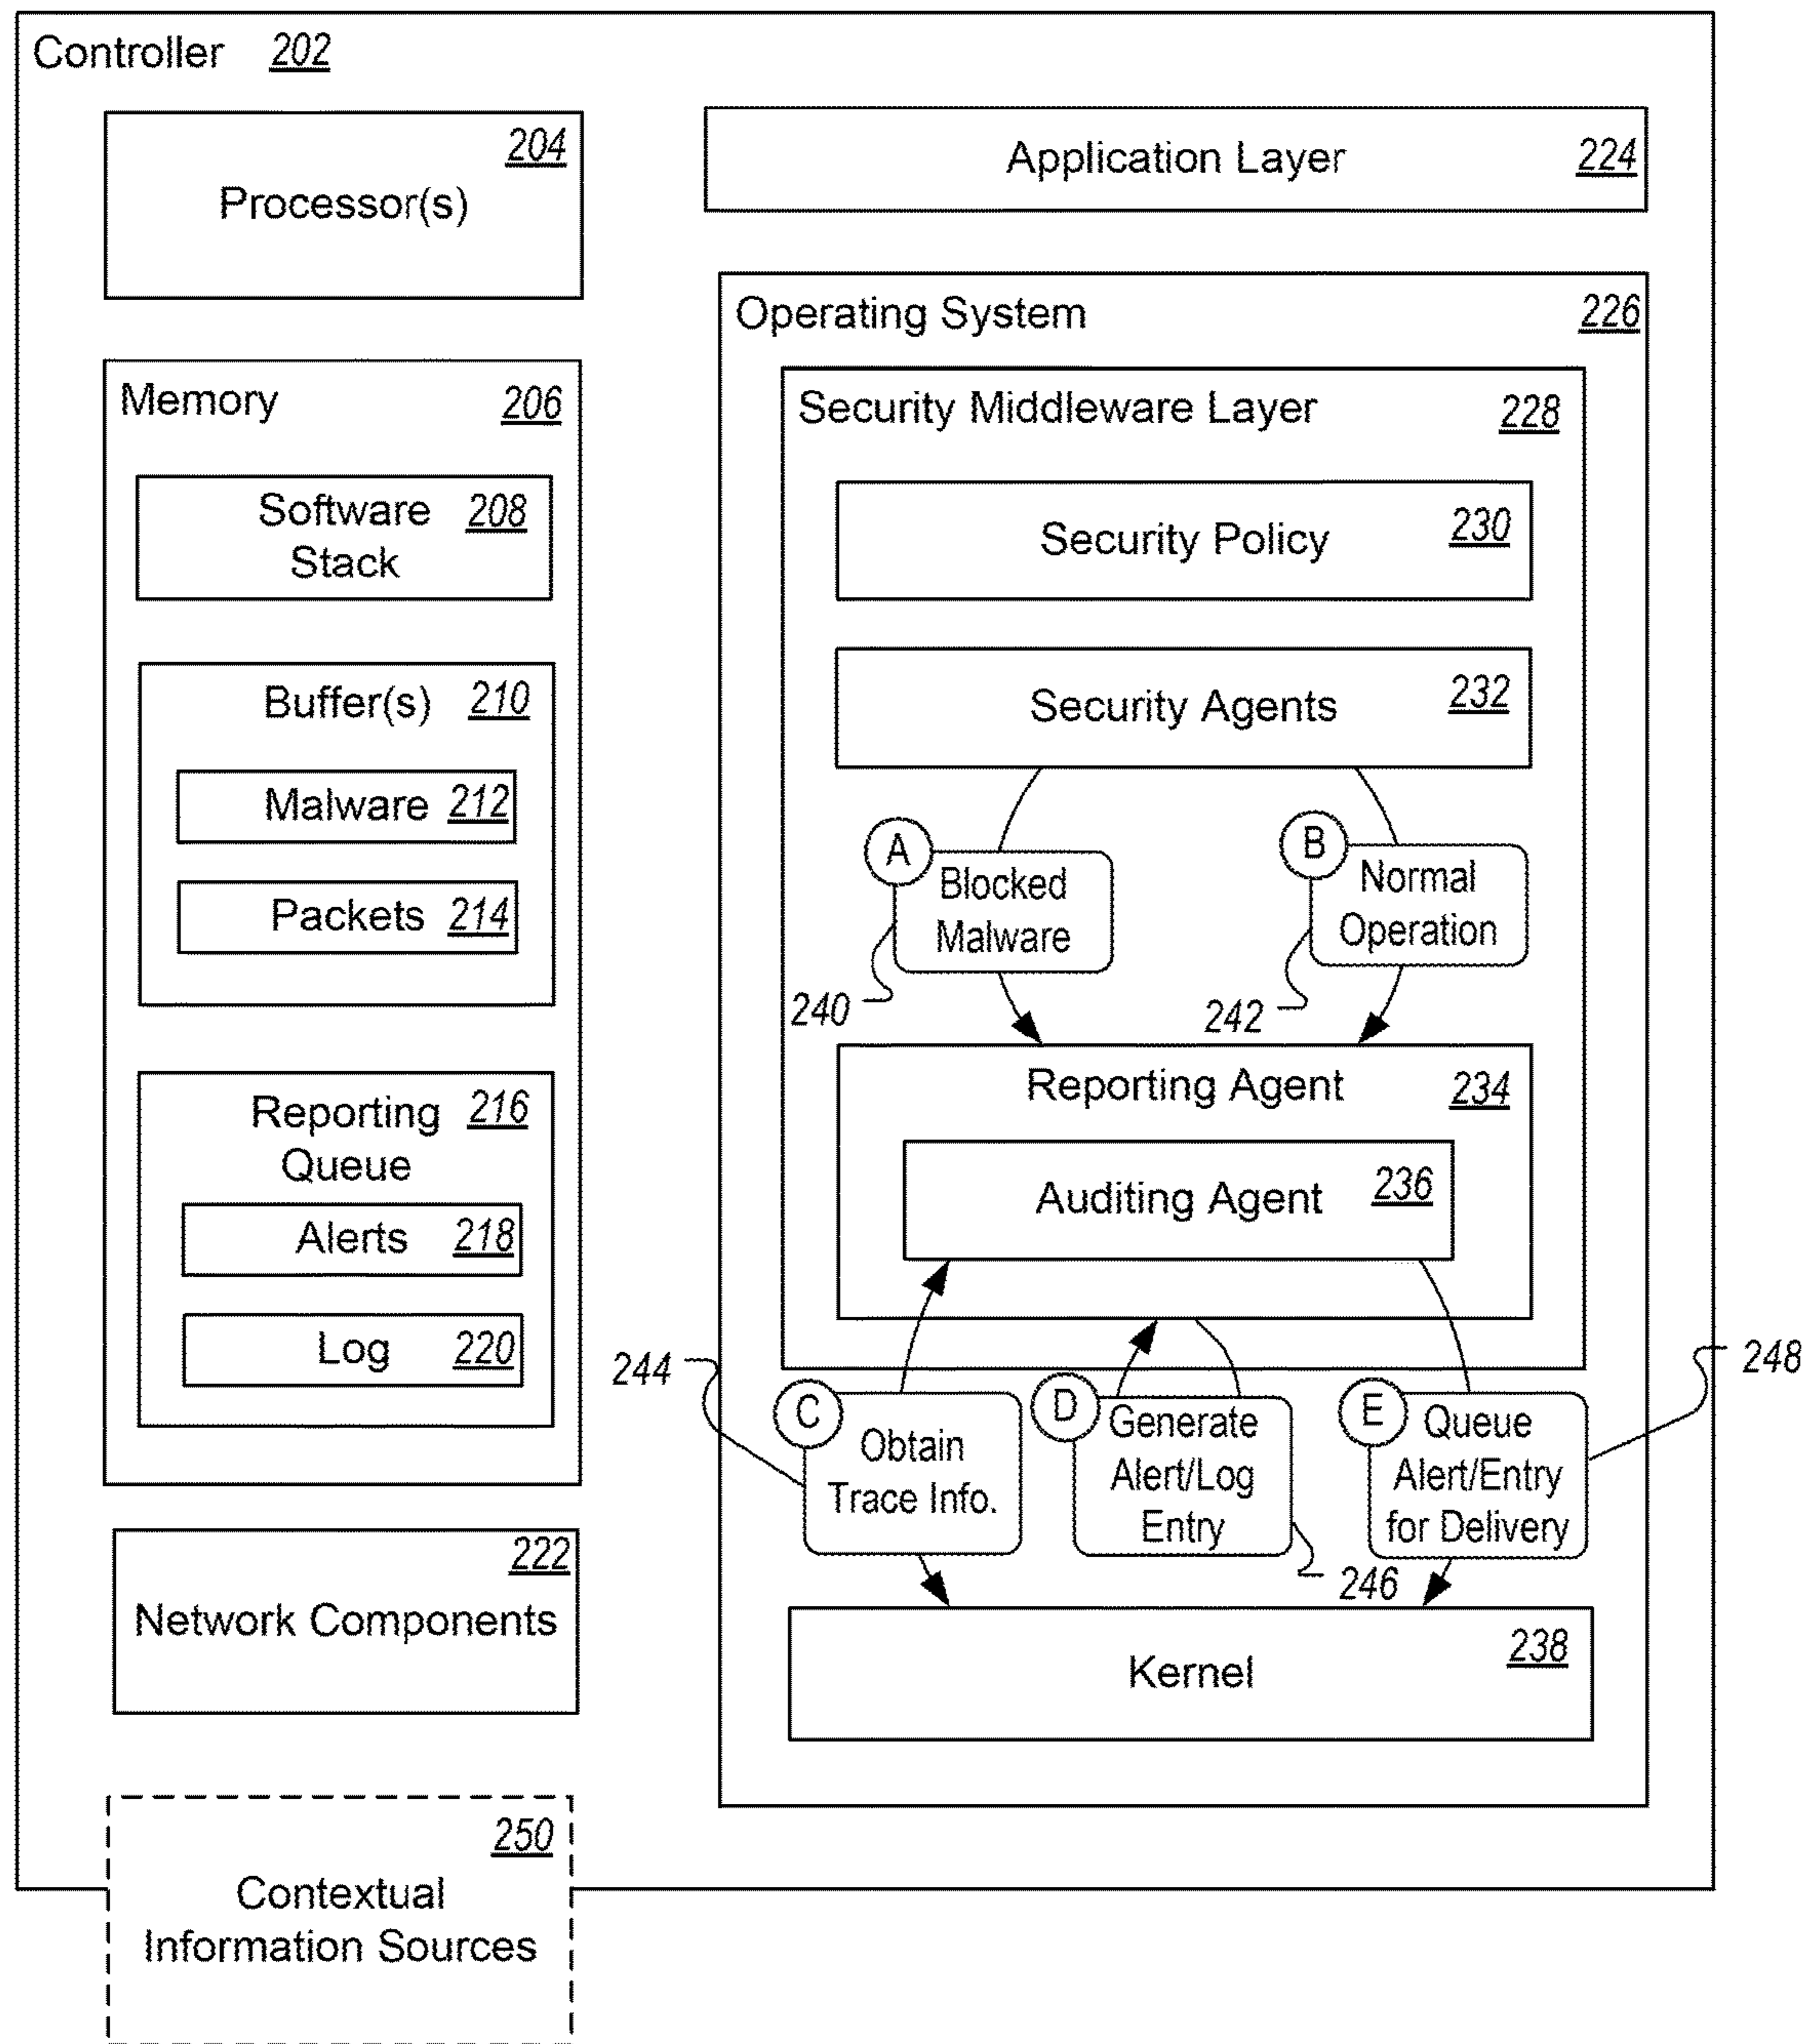 Controller 202
204
Processor(s)
Memory 206
Software 208
Stack
Buffer(s) 210
Malware 212
Packets 214
Reporting 216
Queue
Alerts 218
Log 220
222
Network Components
250
Contextual
Information Sources
Application Layer 224
Operating System 226
Security Middleware Layer 228
Security Policy 230
Security Agents 232
A
Blocked
Malware
240
B
Normal
Operation
242
Reporting Agent 234
Auditing Agent 236
244
C
Obtain
Trace Info.
D
Generate
Alert/Log
Entry
246
E
Queue
Alert/Entry
for Delivery
248
Kernel 238